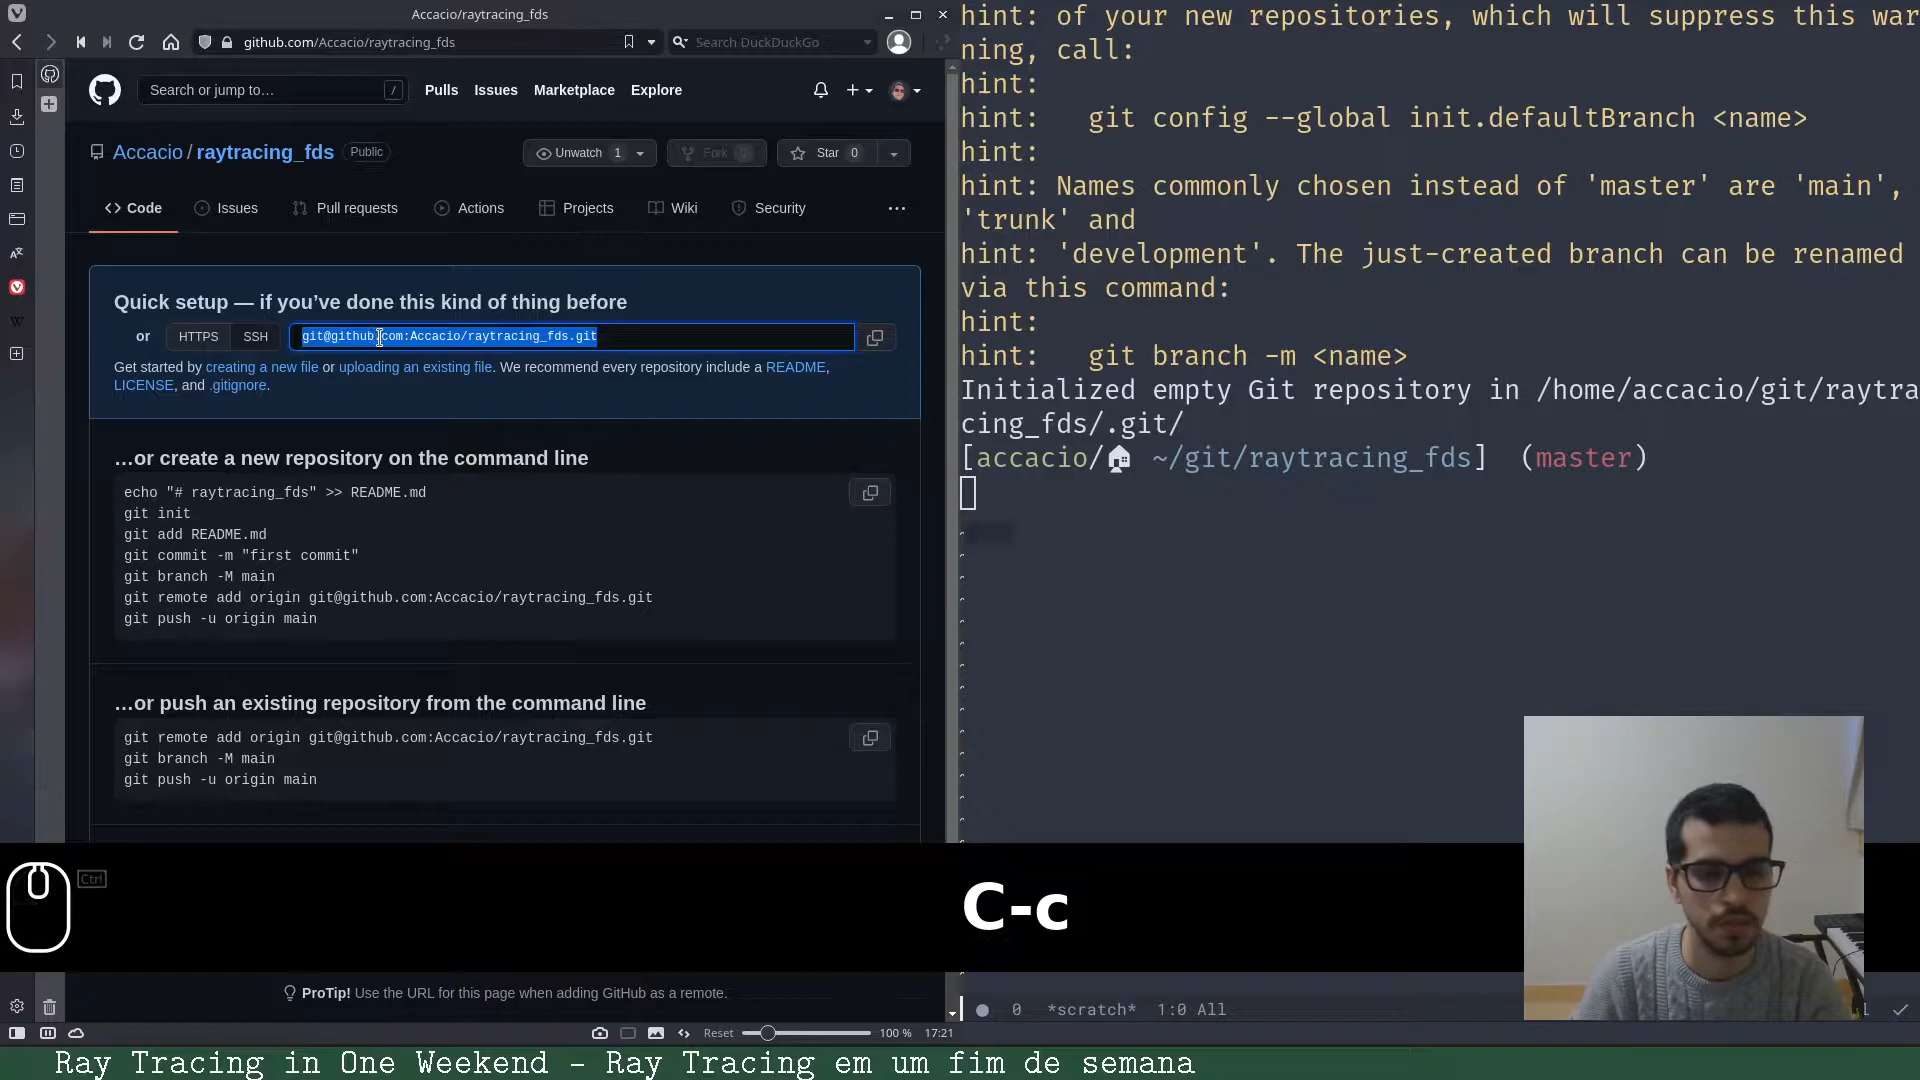 Accacio/raytracing_fds
github.com/Accacio/raytracing_fds
Search DuckDuckGo
Search or jump to…
/
Pulls
Issues
Marketplace
Explore
Accacio / raytracing_fds
Public
Unwatch 1
Fork 0
Star 0
Code
Issues
Pull requests
Actions
Projects
Wiki
Security
Quick setup — if you’ve done this kind of thing before
or
HTTPS
SSH
git@github.com:Accacio/raytracing_fds.git
Get started by creating a new file or uploading an existing file. We recommend every repository include a README,
LICENSE, and .gitignore.
…or create a new repository on the command line
echo "# raytracing_fds" >> README.md
git init
git add README.md
git commit -m "first commit"
git branch -M main
git remote add origin git@github.com:Accacio/raytracing_fds.git
git push -u origin main
…or push an existing repository from the command line
git remote add origin git@github.com:Accacio/raytracing_fds.git
git branch -M main
git push -u origin main
ProTip! Use the URL for this page when adding GitHub as a remote.
Reset
100 %
17:21
hint: of your new repositories, which will suppress this war
ning, call:
hint:
hint:   git config --global init.defaultBranch <name>
hint:
hint: Names commonly chosen instead of 'master' are 'main',
'trunk' and
hint: 'development'. The just-created branch can be renamed
via this command:
hint:
hint:   git branch -m <name>
Initialized empty Git repository in /home/accacio/git/raytra
cing_fds/.git/
[accacio/🏠 ~/git/raytracing_fds]  (master)
Ctrl
C-c
0 *scratch* 1:0 All
Ray Tracing in One Weekend - Ray Tracing em um fim de semana